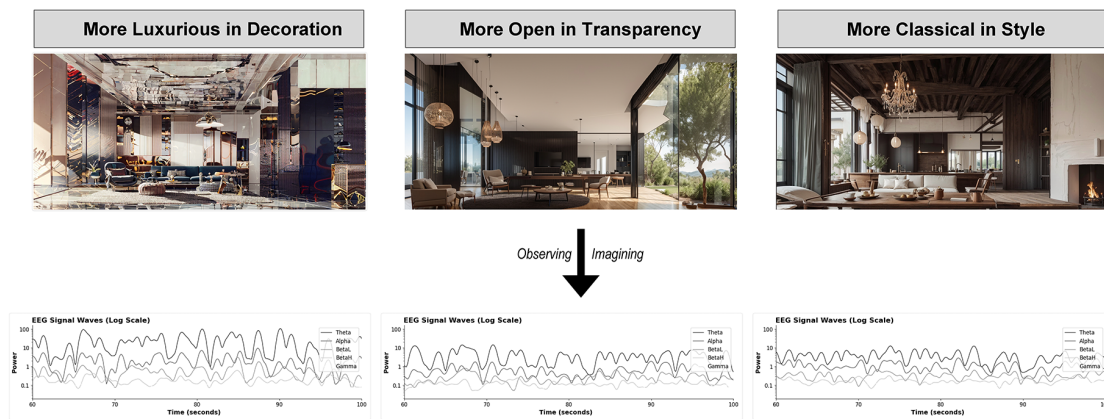 More Luxurious in Decoration
More Open in Transparency
More Classical in Style
Observing
Imagining
EEG Signal Waves (Log Scale)
Theta
Alpha
BetaL
BetaH
Gamma
Power
100
10
1
0.1
60
70
80
90
100
Time (seconds)
EEG Signal Waves (Log Scale)
Theta
Alpha
BetaL
BetaH
Gamma
Power
100
10
1
0.1
60
70
80
90
100
Time (seconds)
EEG Signal Waves (Log Scale)
Theta
Alpha
BetaL
BetaH
Gamma
Power
100
10
1
0.1
60
70
80
90
Time (seconds)